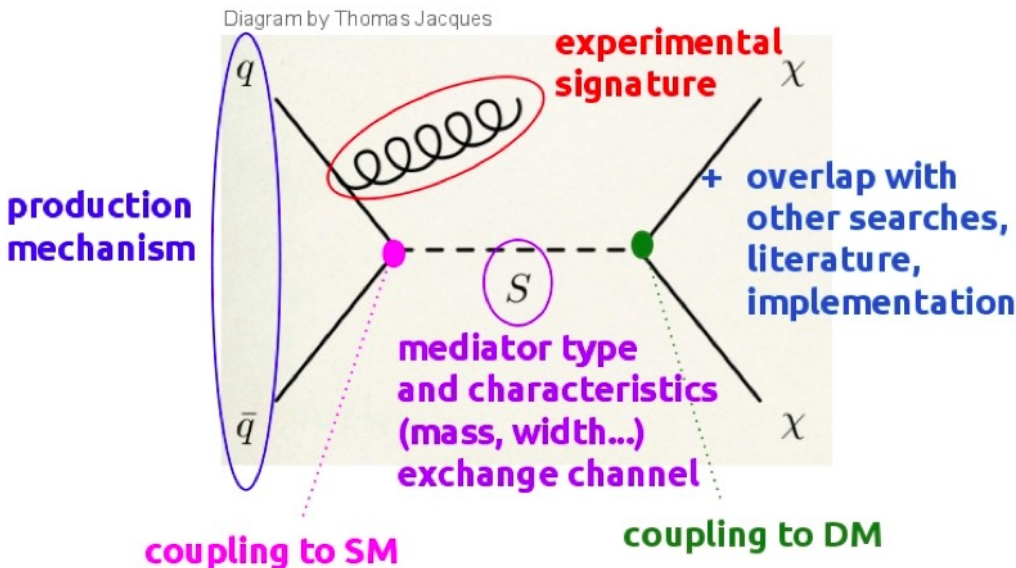 Diagram by Thomas Jacques
experimental
signature
q
χ
production
mechanism
+ overlap with
other searches,
literature,
implementation
S
mediator type
and characteristics
(mass, width...)
exchange channel
q̄
χ
coupling to SM
coupling to DM